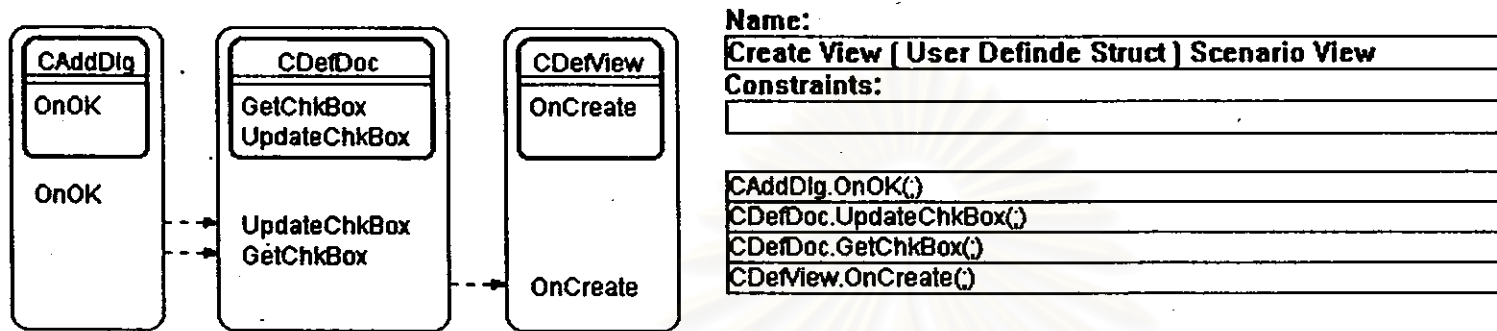 CAddDlg
OnOK
OnOK
CDefDoc
GetChkBox
UpdateChkBox
UpdateChkBox
GetChkBox
CDefView
OnCreate
OnCreate
Name:
Create View ( User Definde Struct ) Scenario View
Constraints:
CAddDlg.OnOK(;)
CDefDoc.UpdateChkBox(;)
CDefDoc.GetChkBox(;)
CDefView.OnCreate(;)